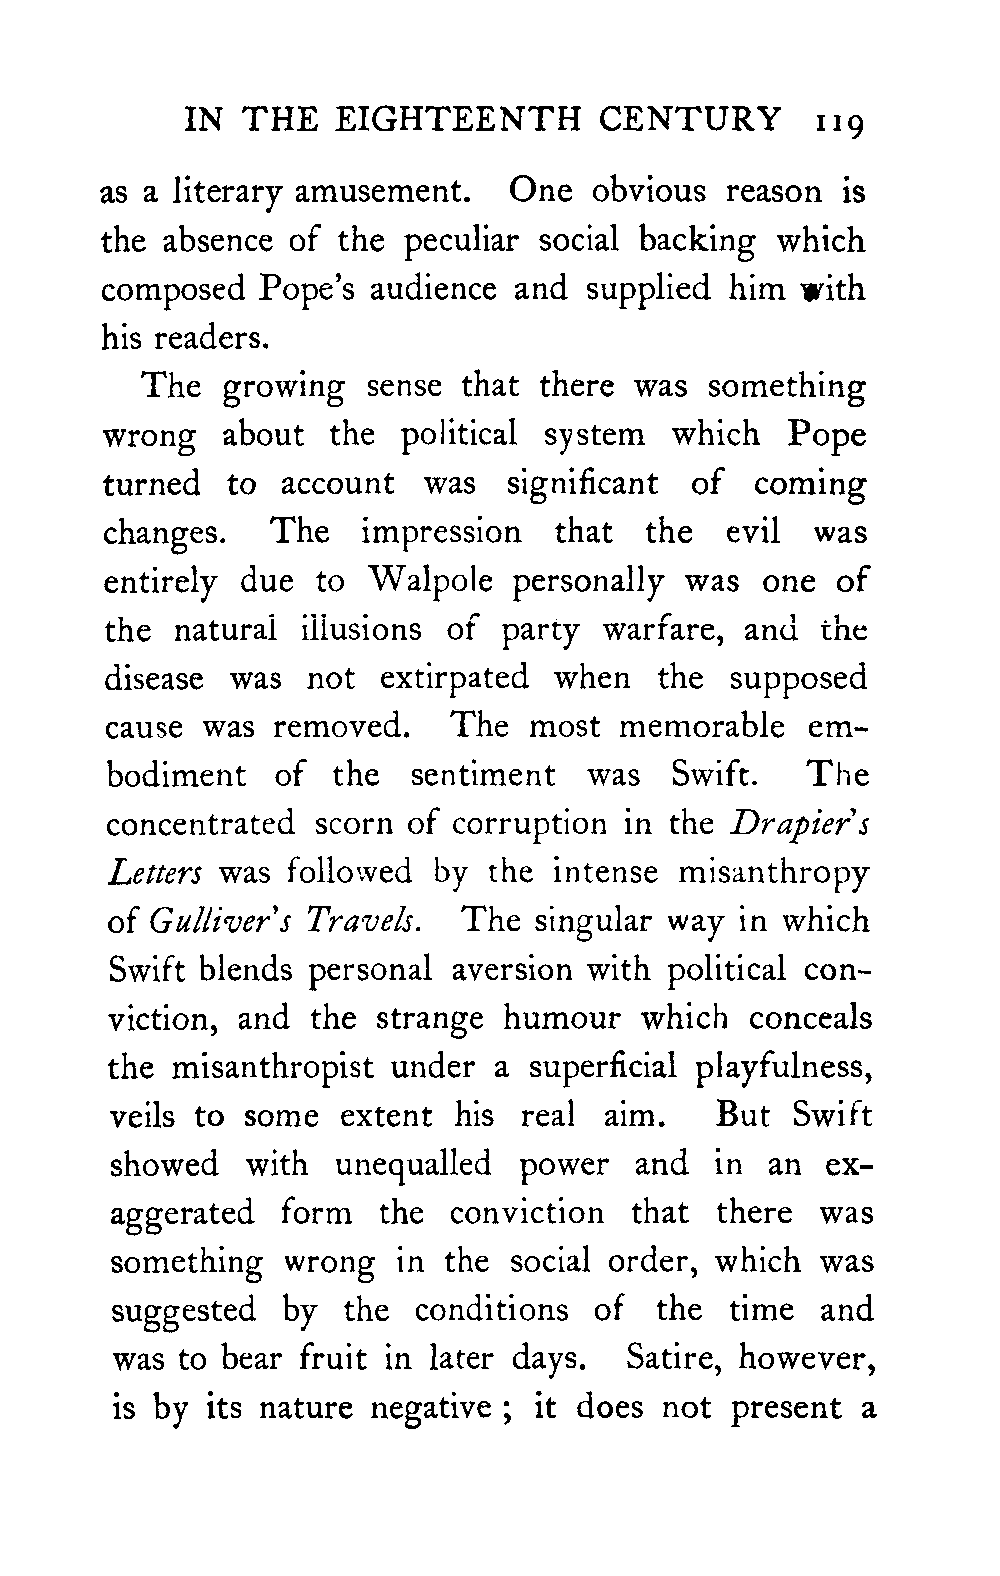 IN THE EIGHTEENTH CENTURY 119
as a literary amusement. One obvious reason is
the absence of the peculiar social backing which
composed Pope's audience and supplied him with
his readers.
The growing sense that there was something
wrong about the political system which Pope
turned to account was significant of coming
changes. The impression that the evil was
entirely due to Walpole personally was one of
the natural illusions of party warfare, and the
disease was not extirpated when the supposed
cause was removed. The most memorable em-
bodiment of the sentiment was Swift. The
concentrated scorn of corruption in the Drapier's
Letters was followed by the intense misanthropy
of Gulliver's Travels. The singular way in which
Swift blends personal aversion with political con-
viction, and the strange humour which conceals
the misanthropist under a superficial playfulness,
veils to some extent his real aim. But Swift
showed with unequalled power and in an ex-
aggerated form the conviction that there was
something wrong in the social order, which was
suggested by the conditions of the time and
was to bear fruit in later days. Satire, however,
is by its nature negative ; it does not present a